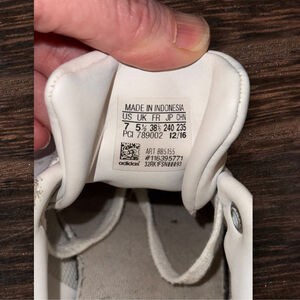 MADE IN INDONESIA
US UK FR JP CHN
7 5½ 38⅔ 240 235
PCI 789002 12/16
ART BB5155
#116395771
adidas